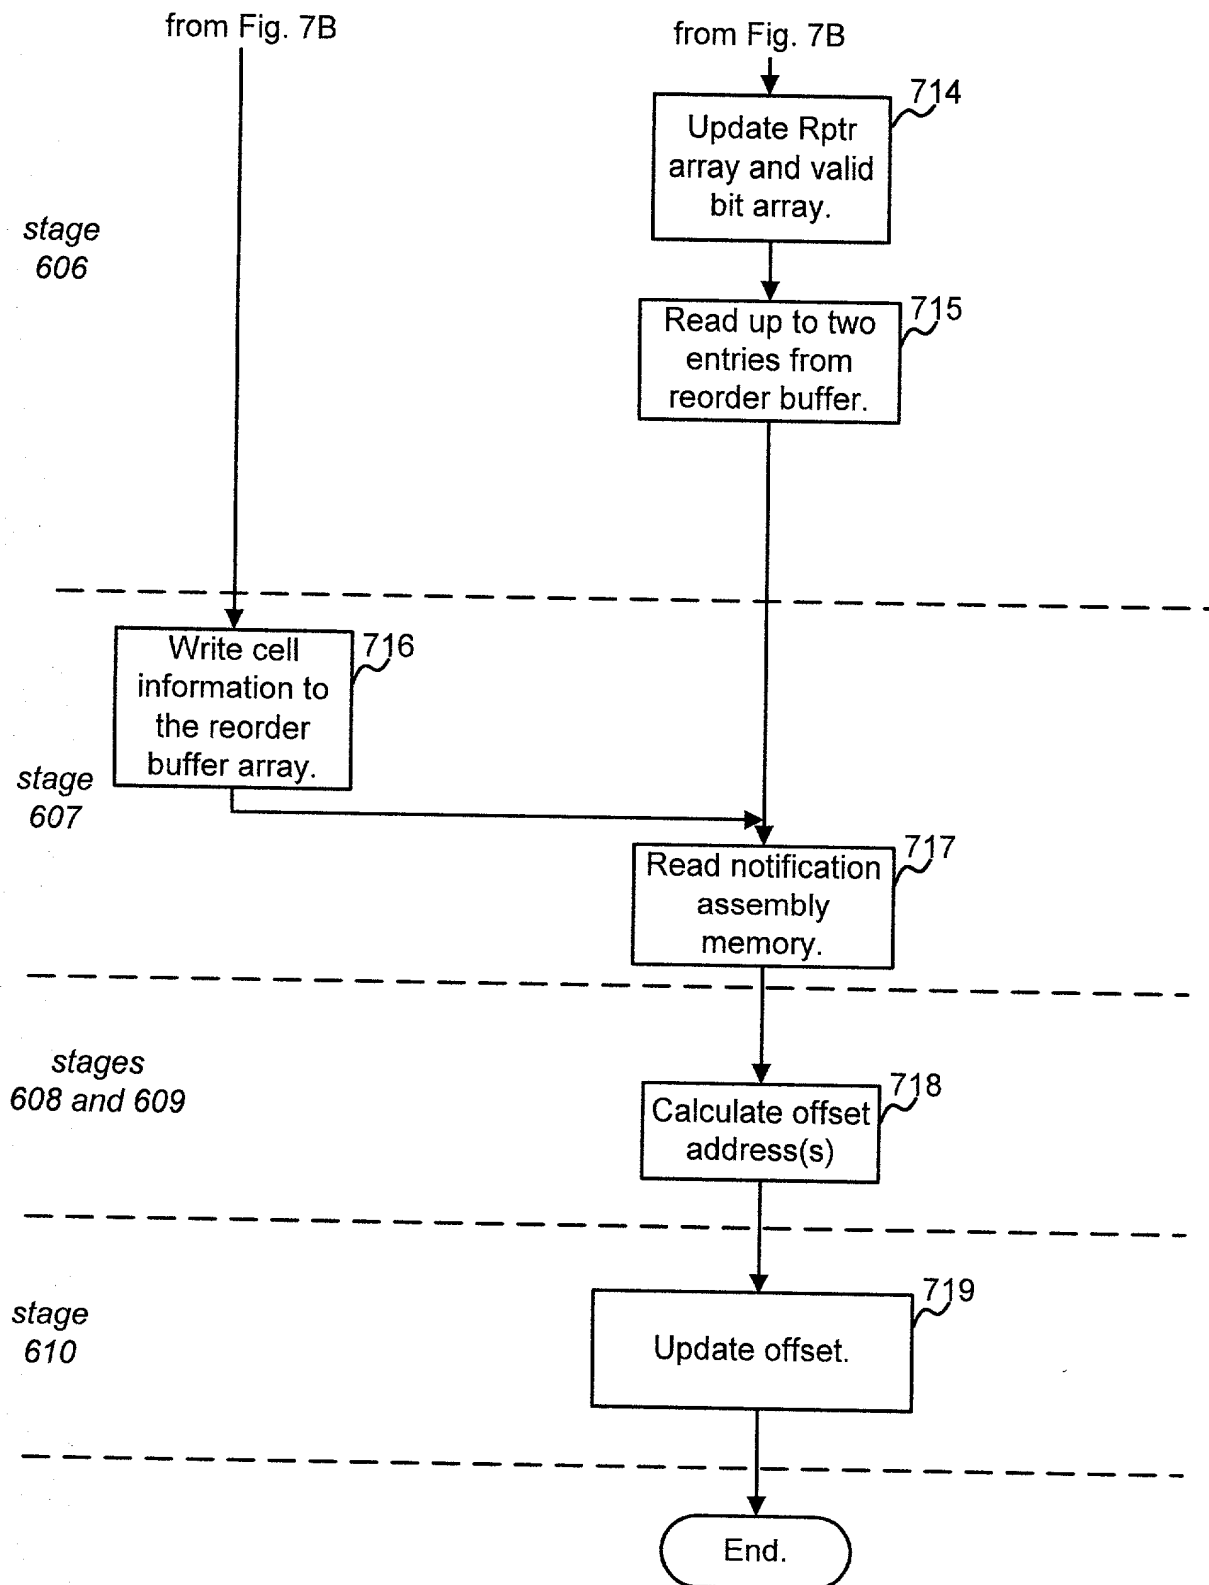 from Fig. 7B
from Fig. 7B
714
Update Rptr
array and valid
bit array.
stage
606
715
Read up to two
entries from
reorder buffer.
716
Write cell
information to
the reorder
buffer array.
stage
607
717
Read notification
assembly
memory.
stages
608 and 609
718
Calculate offset
address(s)
719
stage
610
Update offset.
End.